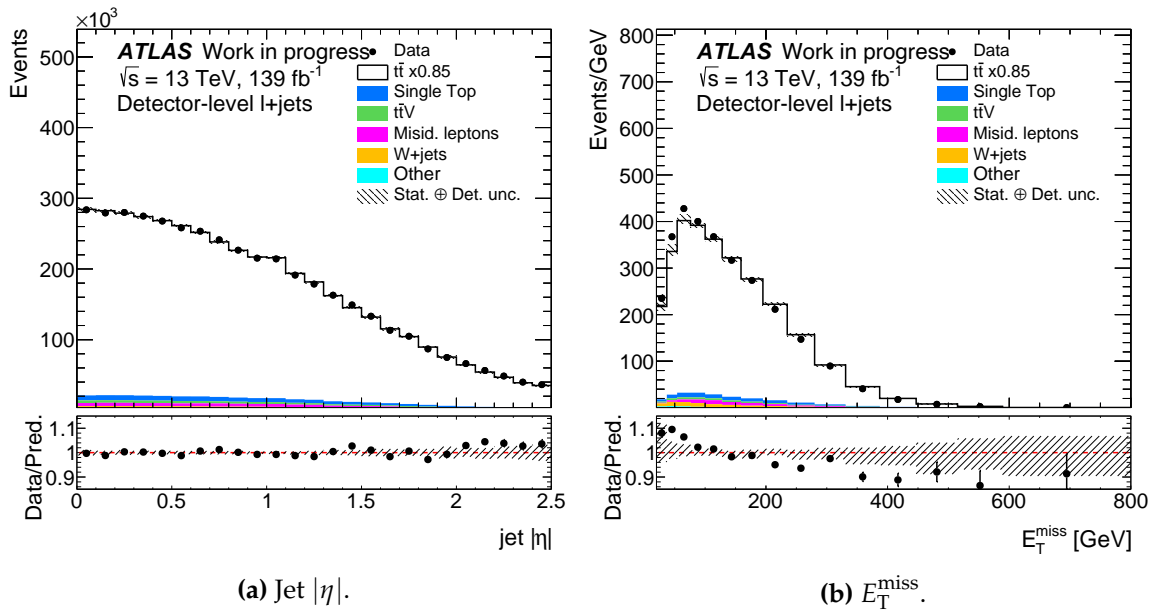 ×10³
Events
500
400
300
200
100
ATLAS Work in progress
√s = 13 TeV, 139 fb⁻¹
Detector-level l+jets
Data
tt̄ x0.85
Single Top
tt̄V
Misid. leptons
W+jets
Other
Stat. ⊕ Det. unc.
Data/Pred.
1.1
1
0.9
0 0.5 1 1.5 2 2.5
jet |η|
(a) Jet |η|.
Events/GeV
800
700
600
500
400
300
200
100
0
ATLAS Work in progress
√s = 13 TeV, 139 fb⁻¹
Detector-level l+jets
Data
tt̄ x0.85
Single Top
tt̄V
Misid. leptons
W+jets
Other
Stat. ⊕ Det. unc.
Data/Pred.
1.1
1
0.9
200 400 600 800
E_T^miss [GeV]
(b) E_T^miss.